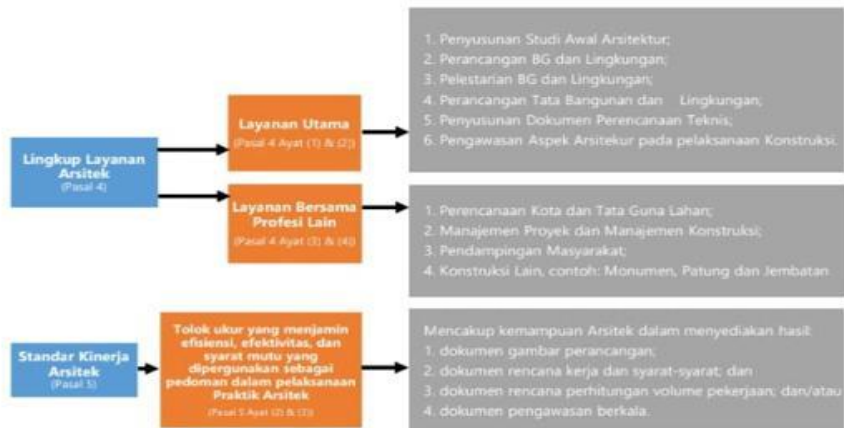 Lingkup Layanan
Arsitek
(Pasal 4)
Layanan Utama
(Pasal 4 Ayat (1) & (2))
1. Penyusunan Studi Awal Arsitektur;
2. Perancangan BG dan Lingkungan;
3. Pelestarian BG dan Lingkungan;
4. Perancangan Tata Bangunan dan Lingkungan;
5. Penyusunan Dokumen Perencanaan Teknis;
6. Pengawasan Aspek Arsitekur pada pelaksanaan Konstruksi.
Layanan Bersama
Profesi Lain
(Pasal 4 Ayat (3) & (4))
1. Perencanaan Kota dan Tata Guna Lahan;
2. Manajemen Proyek dan Manajemen Konstruksi;
3. Pendampingan Masyarakat;
4. Konstruksi Lain, contoh: Monumen, Patung dan Jembatan
Standar Kinerja
Arsitek
(Pasal 5)
Tolok ukur yang menjamin
efisiensi, efektivitas, dan
syarat mutu yang
dipergunakan sebagai
pedoman dalam pelaksanaan
Praktik Arsitek
(Pasal 5 Ayat (2) & (3))
Mencakup kemampuan Arsitek dalam menyediakan hasil:
1. dokumen gambar perancangan;
2. dokumen rencana kerja dan syarat-syarat; dan
3. dokumen rencana perhitungan volume pekerjaan; dan/atau
4. dokumen pengawasan berkala.